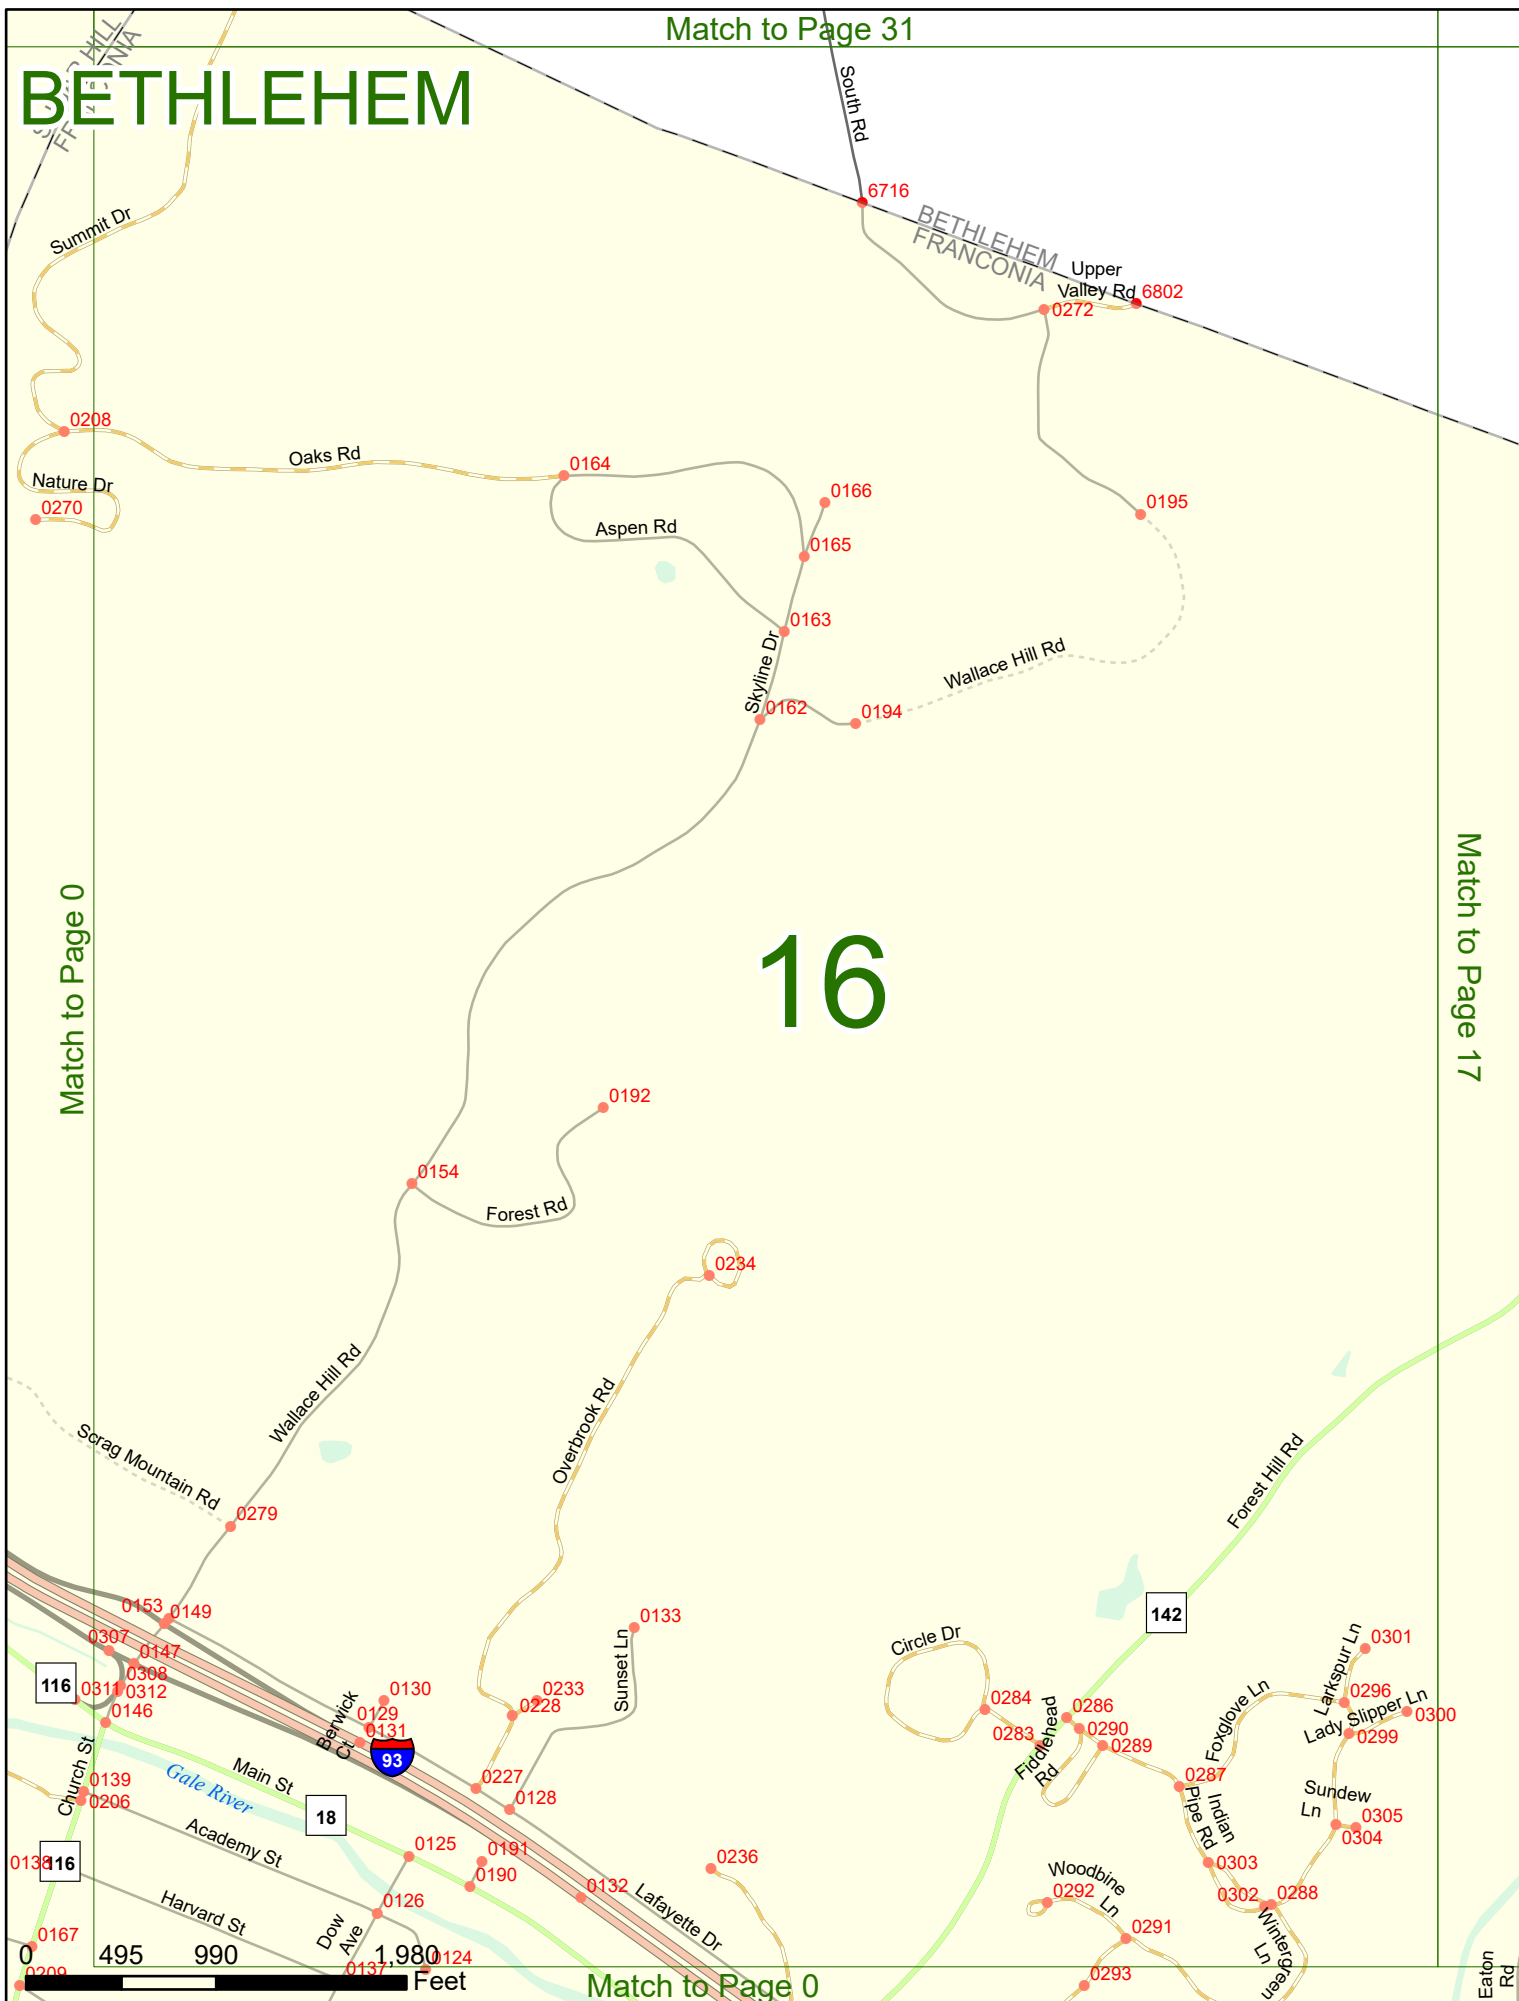 Match to Page 31
BETHLEHEM
FRANCONIA
South Rd
6716
BETHLEHEM
FRANCONIA
Upper
Valley Rd
6802
0272
Summit Dr
0208
Oaks Rd
0164
Nature Dr
0270
0166
0195
Aspen Rd
0165
0163
Skyline Dr
Wallace Hill Rd
0162
0194
Match to Page 0
16
Match to Page 17
0192
0154
Forest Rd
0234
Wallace Hill Rd
Overbrook Rd
Scrag Mountain Rd
0279
Forest Hill Rd
142
0153
0149
0133
0307
0147
0308
0312
116
0311
0146
Sunset Ln
Circle Dr
Larkspur Ln
0301
0130
0129
0131
Berwick
Ct
93
0233
0228
0284
0283
Fiddlehead
Rd
0286
0290
0289
Foxglove Ln
0296
Lady Slipper Ln
0300
0299
0287
Church St
Main St
Gale River
0139
0206
0227
0128
18
Indian
Pipe Rd
Sundew
Ln
0305
0304
Academy St
0125
0191
0190
0138
116
0236
0303
Woodbine
Ln
0292
0302
0288
Harvard St
0126
0132
Lafayette Dr
Dow
Ave
0291
Wintergreen
Ln
0167
0124
0137
0209
0293
Eaton
Rd
0 495 990 1,980
Feet
Match to Page 0